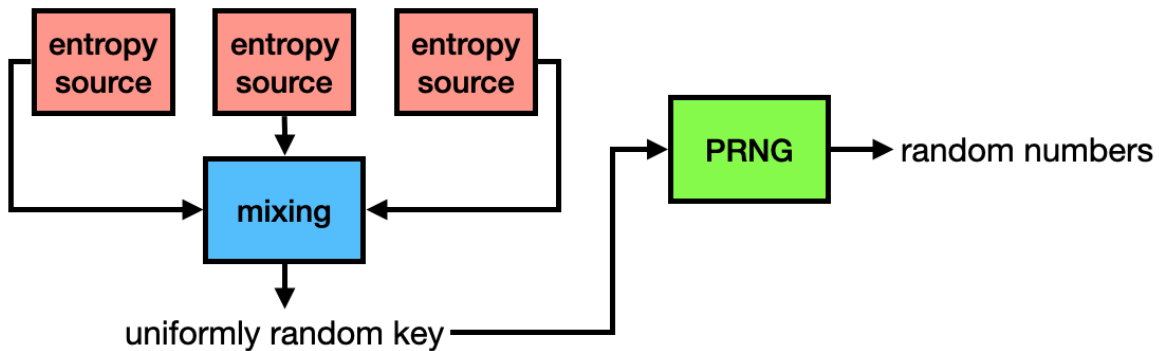 entropy
source
entropy
source
entropy
source
PRNG
random numbers
mixing
uniformly random key